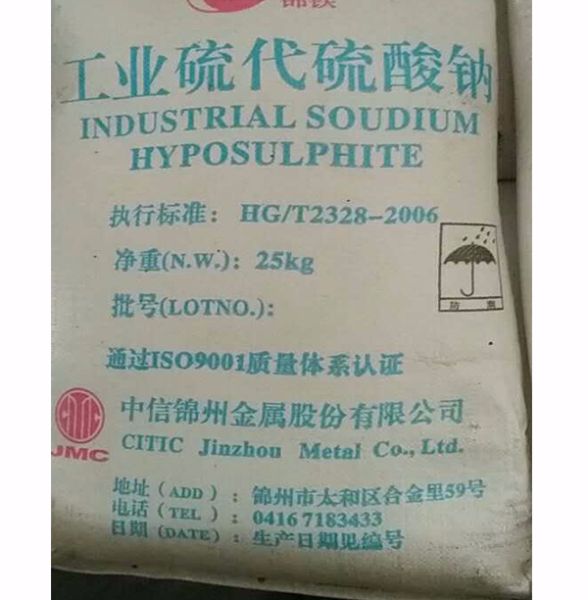 锦铁
工业硫代硫酸钠
INDUSTRIAL SOUDIUM
HYPOSULPHITE
执行标准：HG/T2328-2006
净重(N.W.)：25kg
批号(LOTNO.)：
防 潮
通过ISO9001质量体系认证
中信锦州金属股份有限公司
CITIC Jinzhou Metal Co., Ltd.
CITIC
JMC
地址（ADD）：锦州市太和区合金里59号
电话（TEL）：0416 7183433
日期（DATE）：生产日期见编号